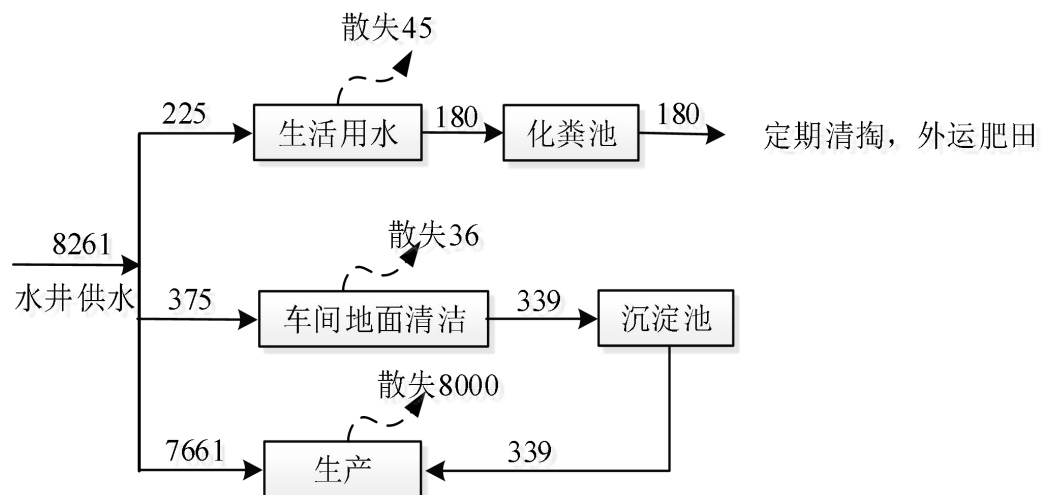 散失45
225
生活用水
180
化粪池
180
定期清掏，外运肥田
8261
水井供水
散失36
375
车间地面清洁
339
沉淀池
散失8000
7661
生产
339